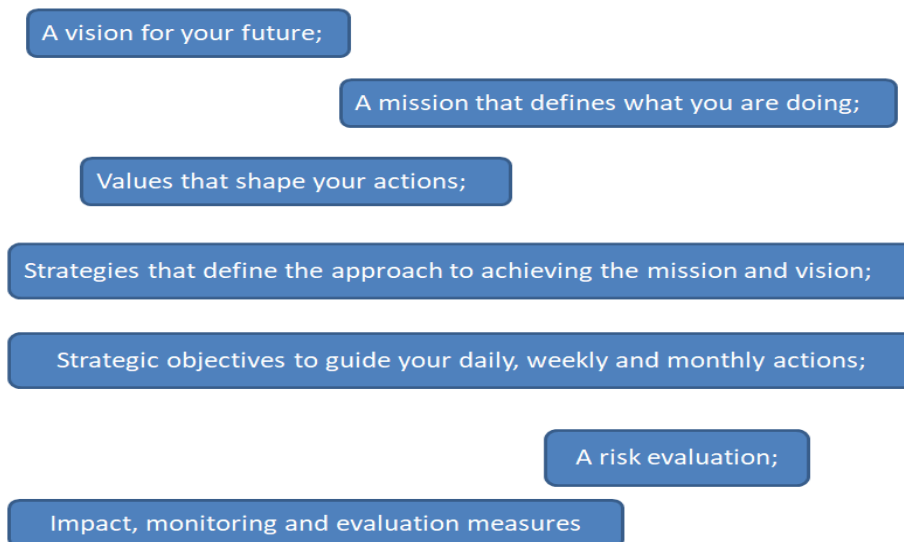 A vision for your future;
A mission that defines what you are doing;
Values that shape your actions;
Strategies that define the approach to achieving the mission and vision;
Strategic objectives to guide your daily, weekly and monthly actions;
A risk evaluation;
Impact, monitoring and evaluation measures